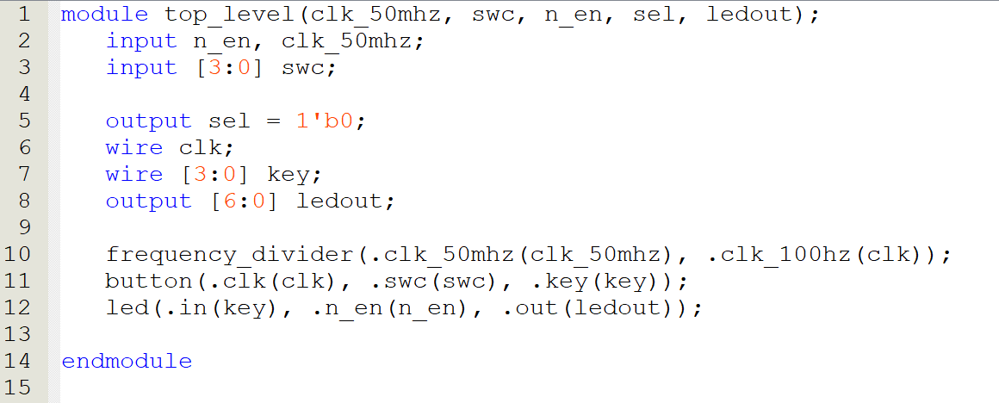 1 module top_level(clk_50mhz, swc, n_en, sel, ledout);
2    input n_en, clk_50mhz;
3    input [3:0] swc;
4
5    output sel = 1'b0;
6    wire clk;
7    wire [3:0] key;
8    output [6:0] ledout;
9
10    frequency_divider(.clk_50mhz(clk_50mhz), .clk_100hz(clk));
11    button(.clk(clk), .swc(swc), .key(key));
12    led(.in(key), .n_en(n_en), .out(ledout));
13
14 endmodule
15